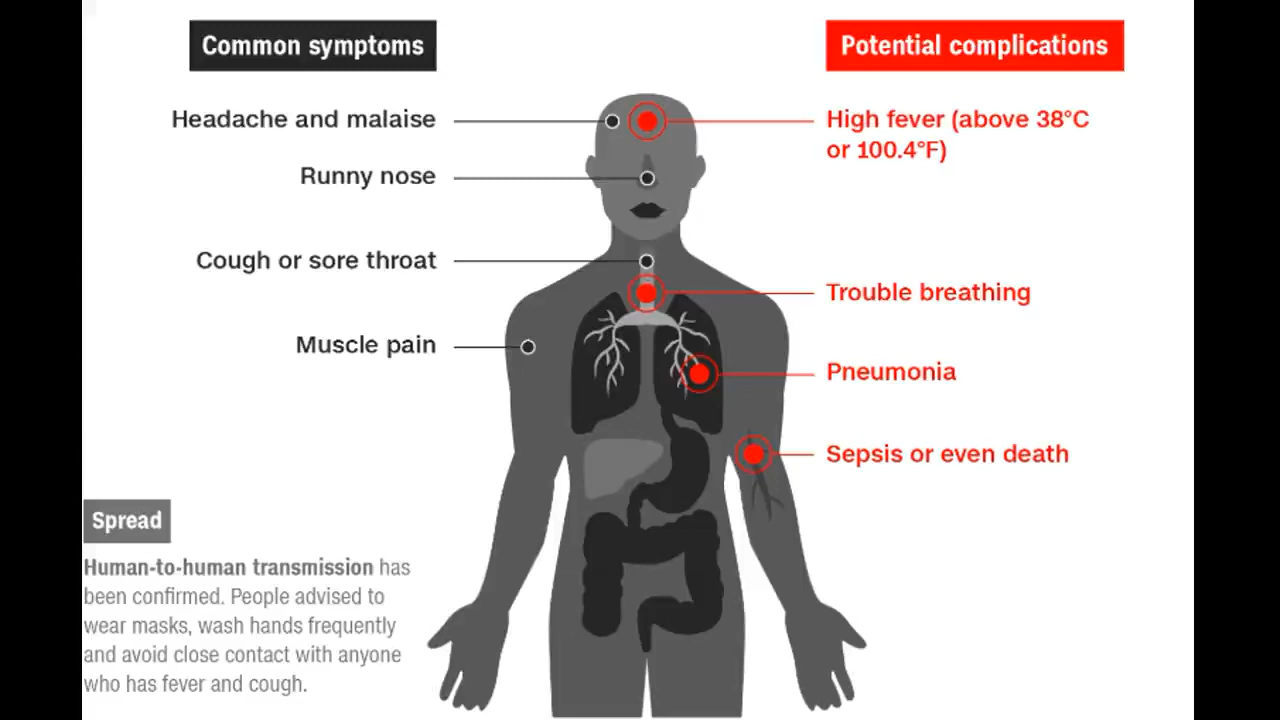 Common symptoms
Headache and malaise
Runny nose
Cough or sore throat
Muscle pain
Potential complications
High fever (above 38°C
or 100.4°F)
Trouble breathing
Pneumonia
Sepsis or even death
Spread
Human-to-human transmission has
been confirmed. People advised to
wear masks, wash hands frequently
and avoid close contact with anyone
who has fever and cough.